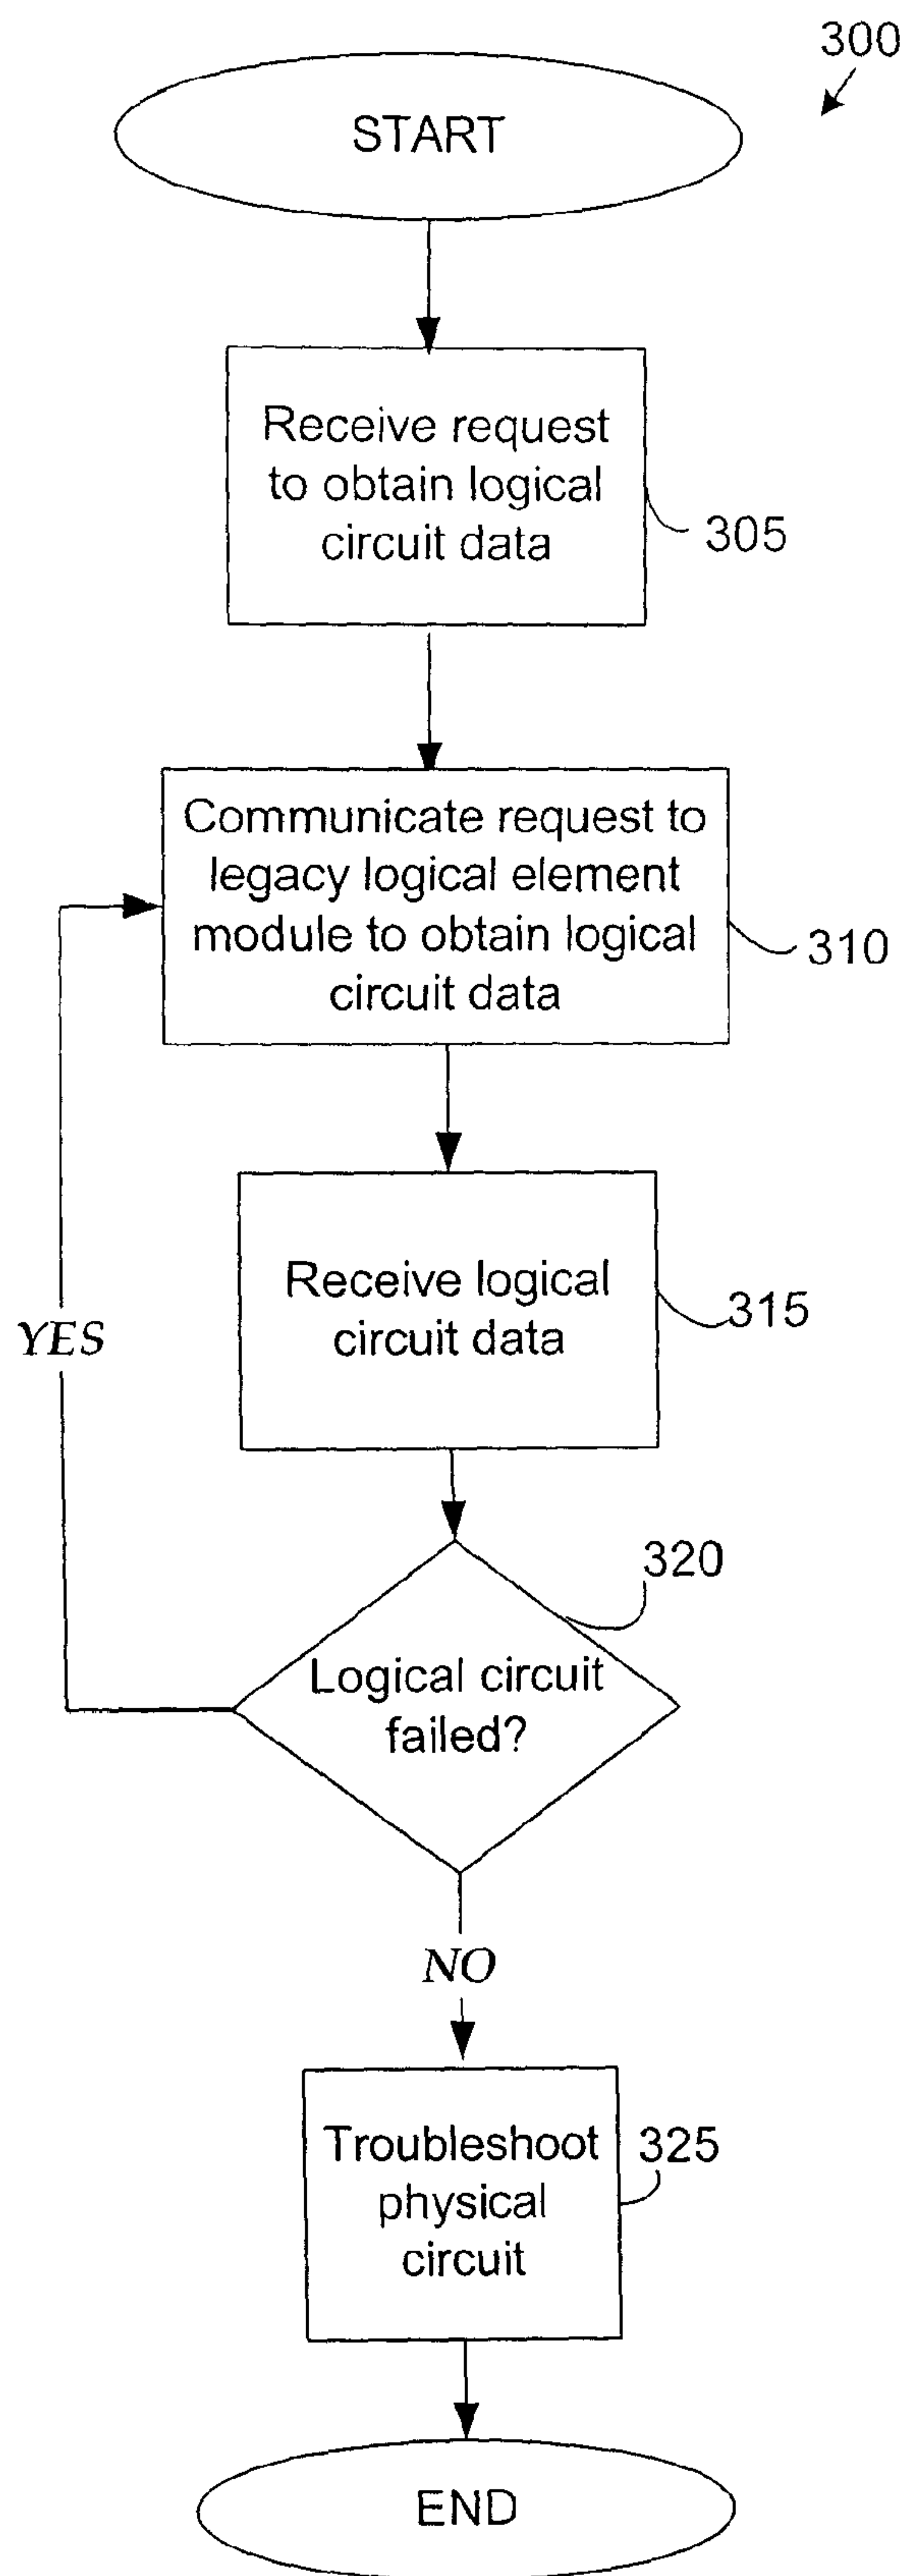 300
START
Receive request
to obtain logical
circuit data
305
Communicate request to
legacy logical element
module to obtain logical
circuit data
310
Receive logical
circuit data
315
YES
320
Logical circuit
failed?
NO
Troubleshoot
physical
circuit
325
END